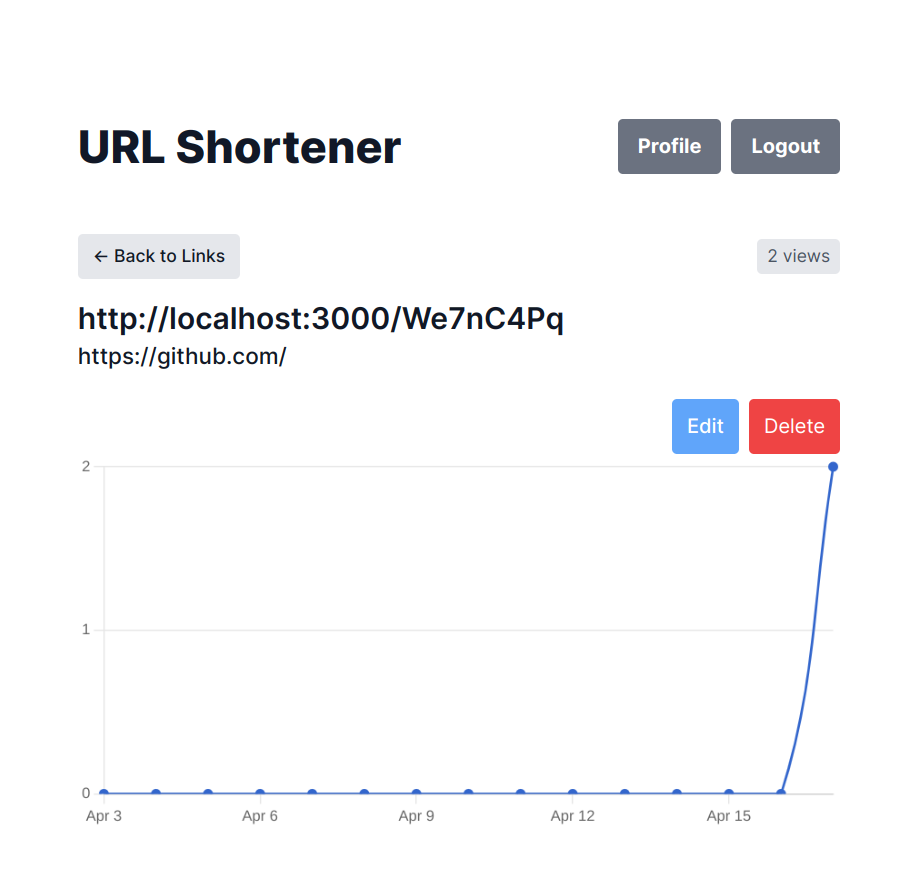 URL Shortener
Profile Logout
← Back to Links
2 views
http://localhost:3000/We7nC4Pq
https://github.com/
Edit Delete
2
1
0
Apr 3 Apr 6 Apr 9 Apr 12 Apr 15